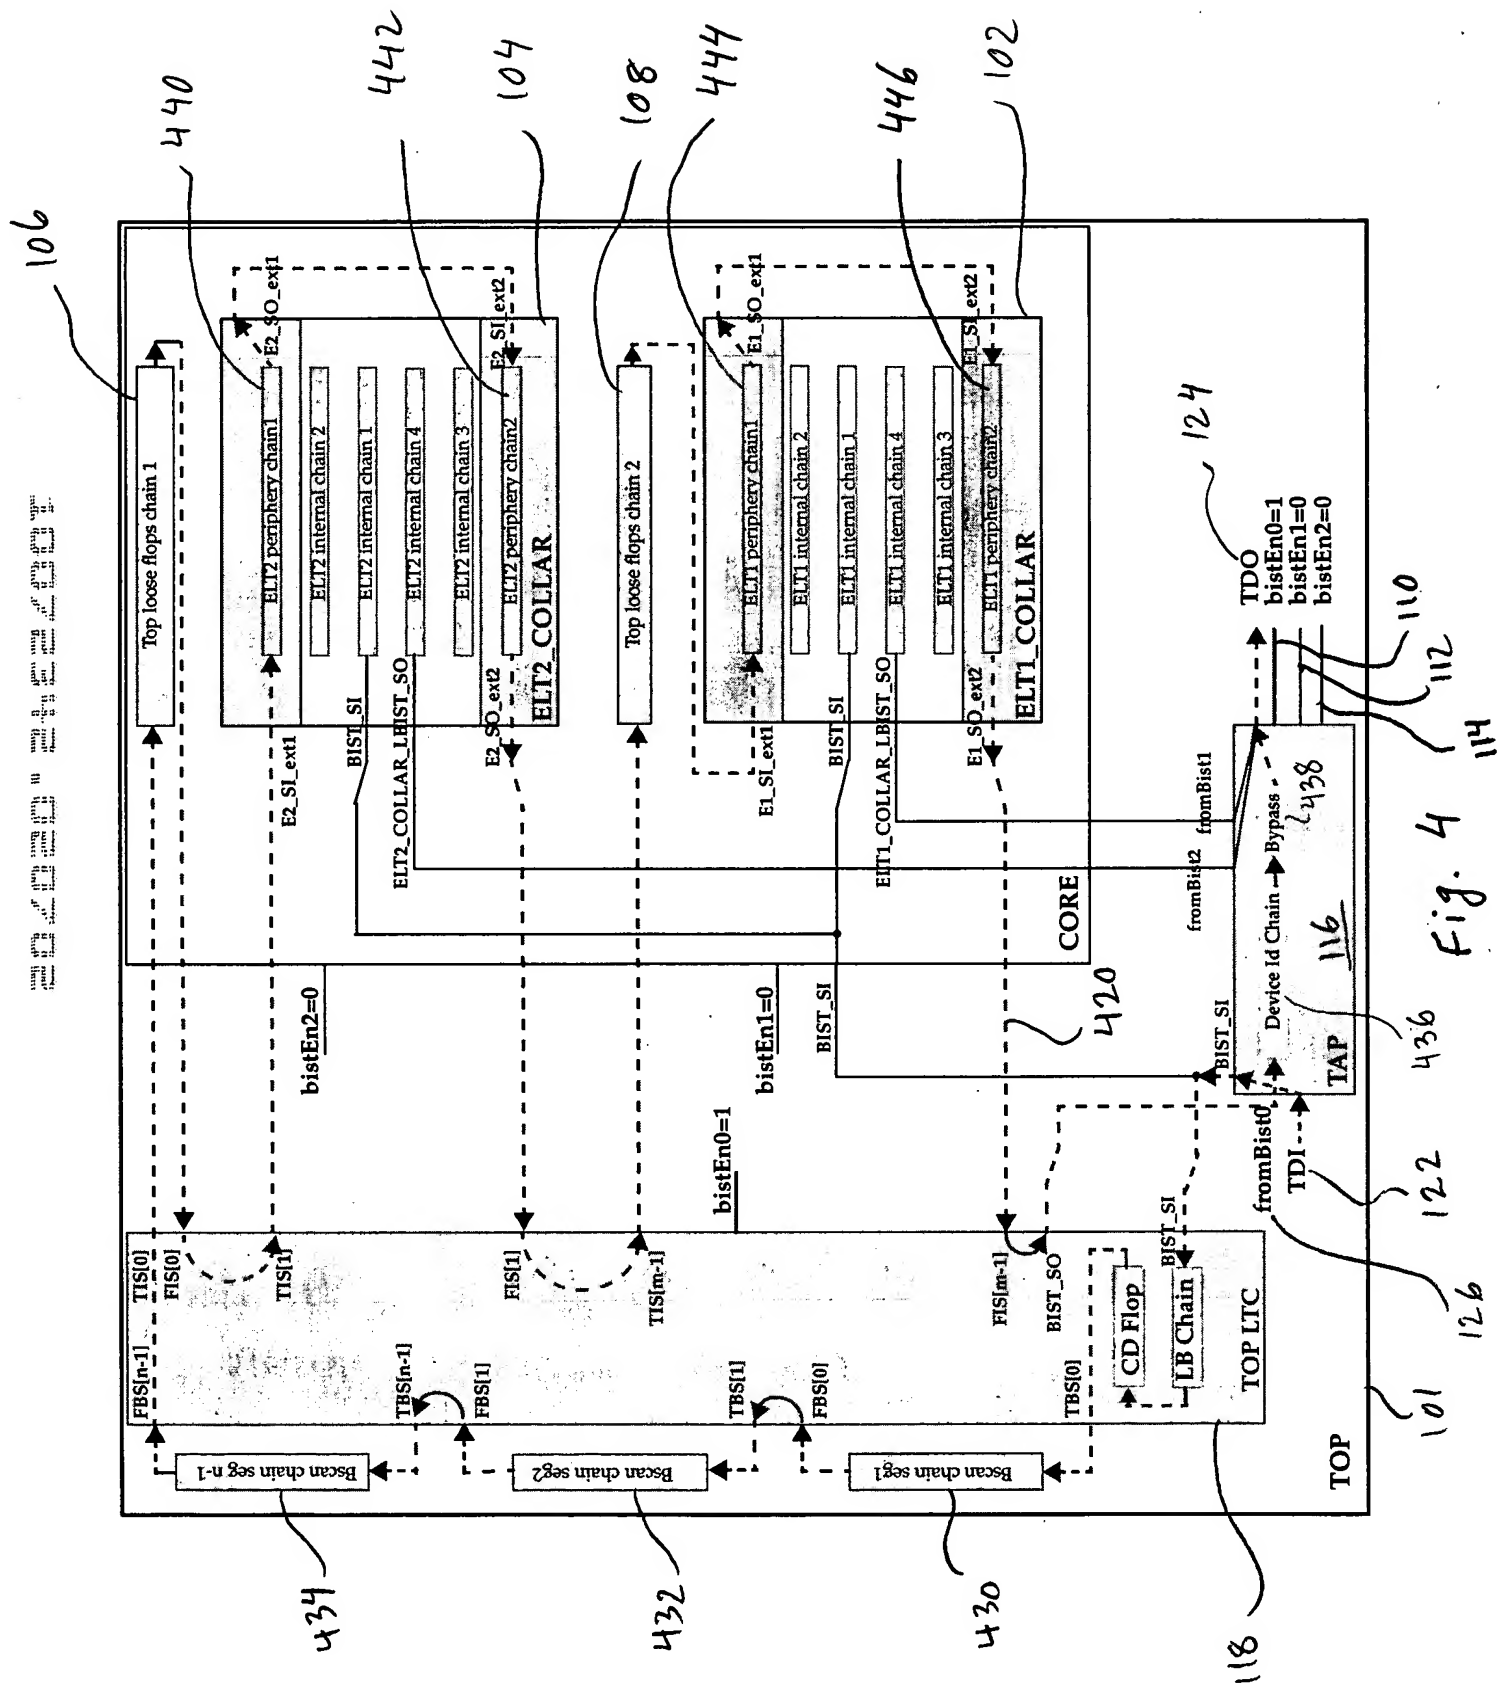 10072342 . 020702
106
440
442
104
108
444
446
102
Top loose flops chain 1
E2_SO_ext1
ELT2 periphery chain1
ELT2 internal chain 2
ELT2 internal chain 1
ELT2 internal chain 4
ELT2 internal chain 3
ELT2 periphery chain2
E2_SI_ext2
ELT2_COLLAR
E2_SI_ext1
BIST_SI
ELT2_COLLAR_LBIST_SO
E2_SO_ext2
Top loose flops chain 2
E1_SO_ext1
ELT1 periphery chain1
ELT1 internal chain 2
ELT1 internal chain 1
ELT1 internal chain 4
ELT1 internal chain 3
ELT1 periphery chain2
E1_SI_ext2
ELT1_COLLAR
E1_SI_ext1
BIST_SI
ELT1_COLLAR_LBIST_SO
E1_SO_ext2
CORE
bistEn2=0
bistEn1=0
BIST_SI
420
bistEn0=1
124
TDO
bistEn0=1
bistEn1=0
bistEn2=0
110
112
114
fromBist1
fromBist2
Device Id Chain
Bypass
438
116
436
BIST_SI
TAP
fromBist0
TDI
122
126
TIS[0]
FIS[0]
TIS[1]
FIS[1]
TIS[m-1]
FIS[m-1]
BIST_SO
BIST_SI
FBS[n-1]
TBS[n-1]
FBS[1]
TBS[1]
FBS[0]
TBS[0]
CD Flop
LB Chain
TOP LTC
Bscan chain seg n-1
Bscan chain seg2
Bscan chain seg1
TOP
101
434
432
430
118
Fig. 4